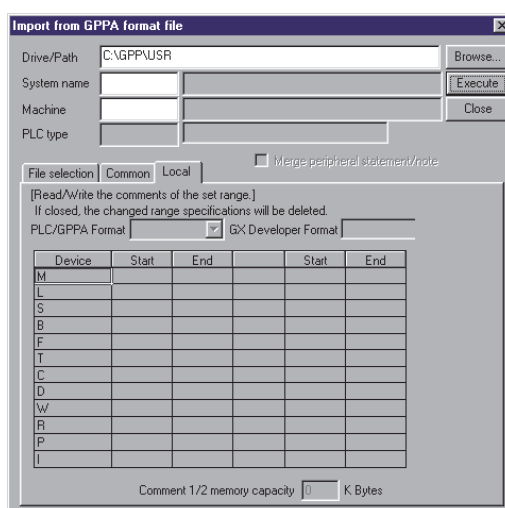 Import from GPPA format file
Drive/Path C:\GPP\USR Browse...
System name Execute
Machine Close
PLC type
Merge peripheral statement/note
File selection Common Local
[Read/Write the comments of the set range.]
If closed, the changed range specifications will be deleted.
PLC/GPPA Format GX Developer Format
Device Start End Start End
M
L
S
B
F
T
C
D
W
R
P
I
Comment 1/2 memory capacity 0 K Bytes